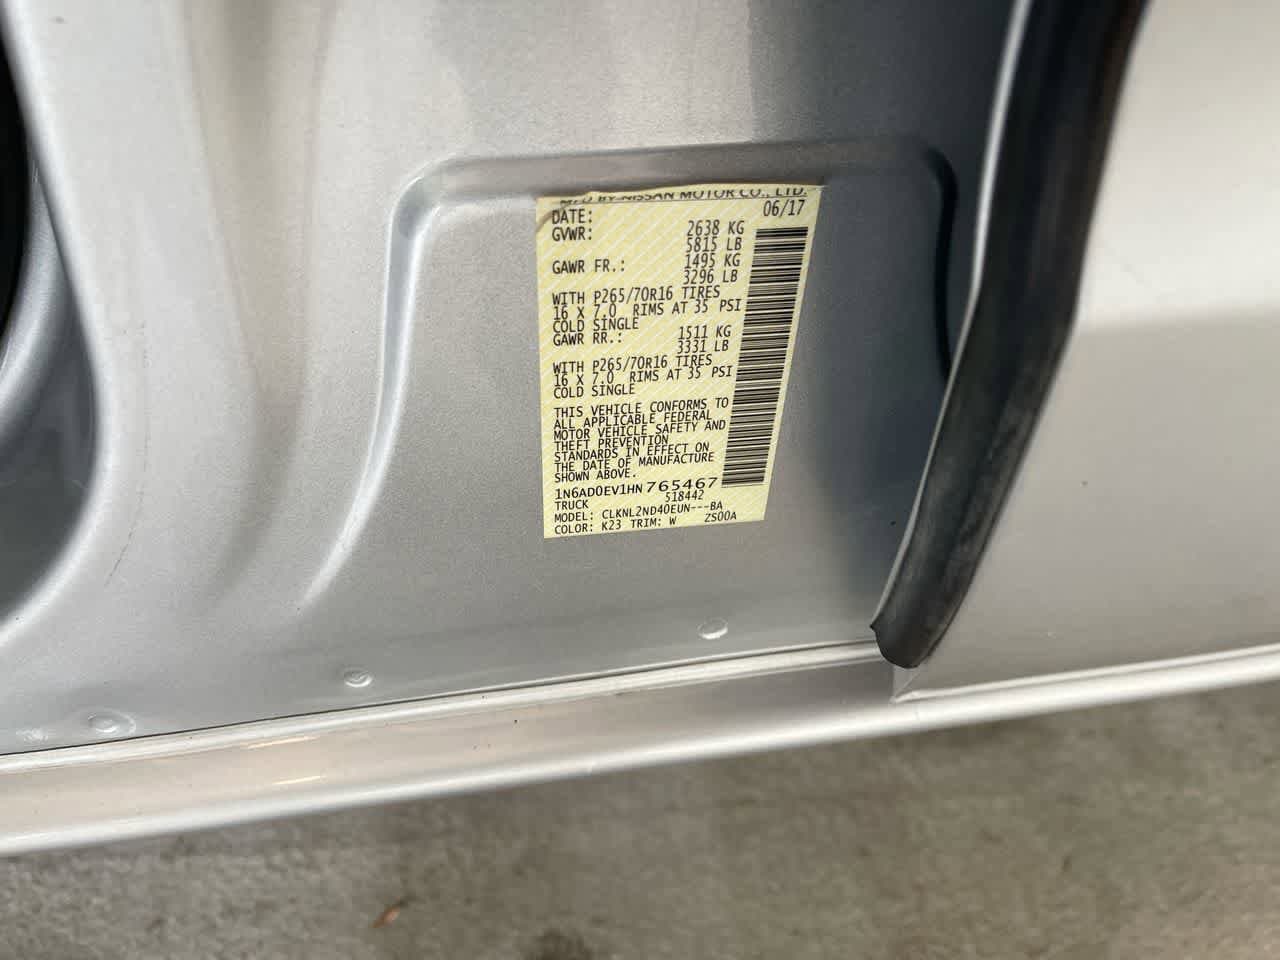 MFD BY NISSAN MOTOR CO., LTD.
DATE: 06/17
GVWR: 2638 KG
5815 LB
GAWR FR.: 1495 KG
3296 LB
WITH P265/70R16 TIRES
16 X 7.0 RIMS AT 35 PSI
COLD SINGLE
GAWR RR.: 1511 KG
3331 LB
WITH P265/70R16 TIRES
16 X 7.0 RIMS AT 35 PSI
COLD SINGLE
THIS VEHICLE CONFORMS TO
ALL APPLICABLE FEDERAL
MOTOR VEHICLE SAFETY AND
THEFT PREVENTION
STANDARDS IN EFFECT ON
THE DATE OF MANUFACTURE
SHOWN ABOVE.
1N6AD0EV1HN765467
TRUCK 518442
MODEL: CLKNL2ND40EUN---BA
COLOR: K23 TRIM: W ZS00A